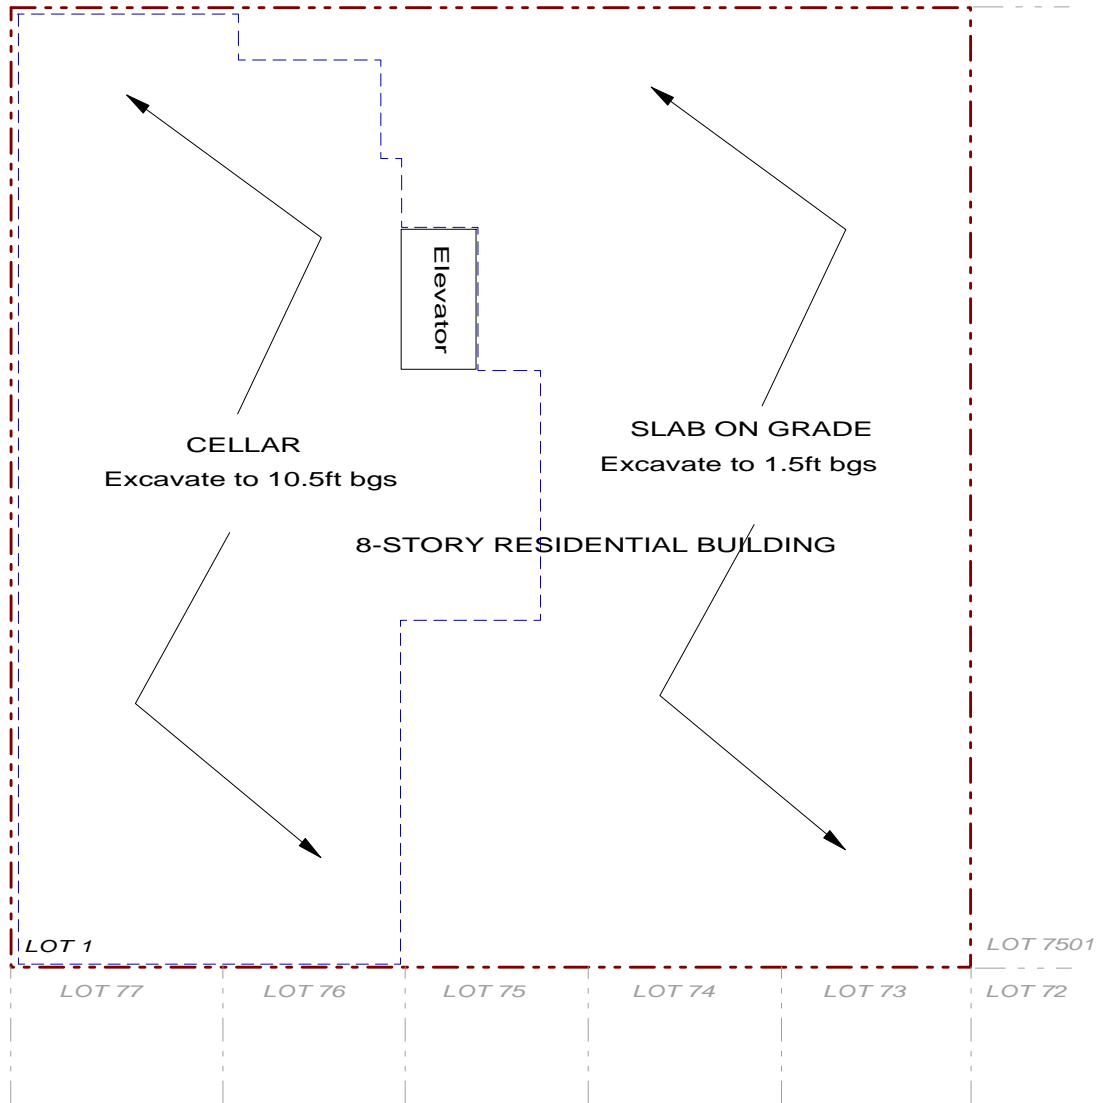 Elevator
CELLAR
Excavate to 10.5ft bgs
SLAB ON GRADE
Excavate to 1.5ft bgs
8-STORY RESIDENTIAL BUILDING
LOT 1
LOT 7501
LOT 77
LOT 76
LOT 75
LOT 74
LOT 73
LOT 72